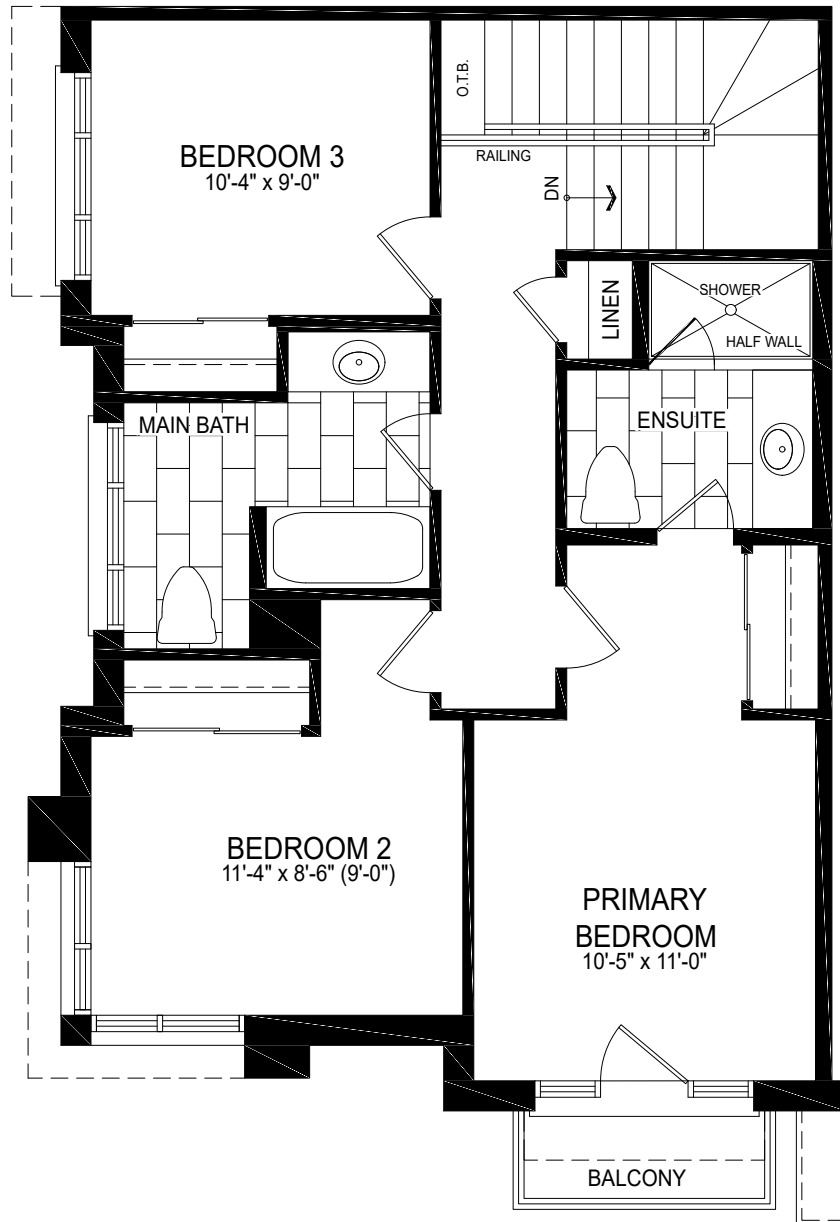 O.T.B.
BEDROOM 3
10'-4" x 9'-0"
RAILING
DN
LINEN
SHOWER
HALF WALL
MAIN BATH
ENSUITE
BEDROOM 2
11'-4" x 8'-6" (9'-0")
PRIMARY
BEDROOM
10'-5" x 11'-0"
BALCONY